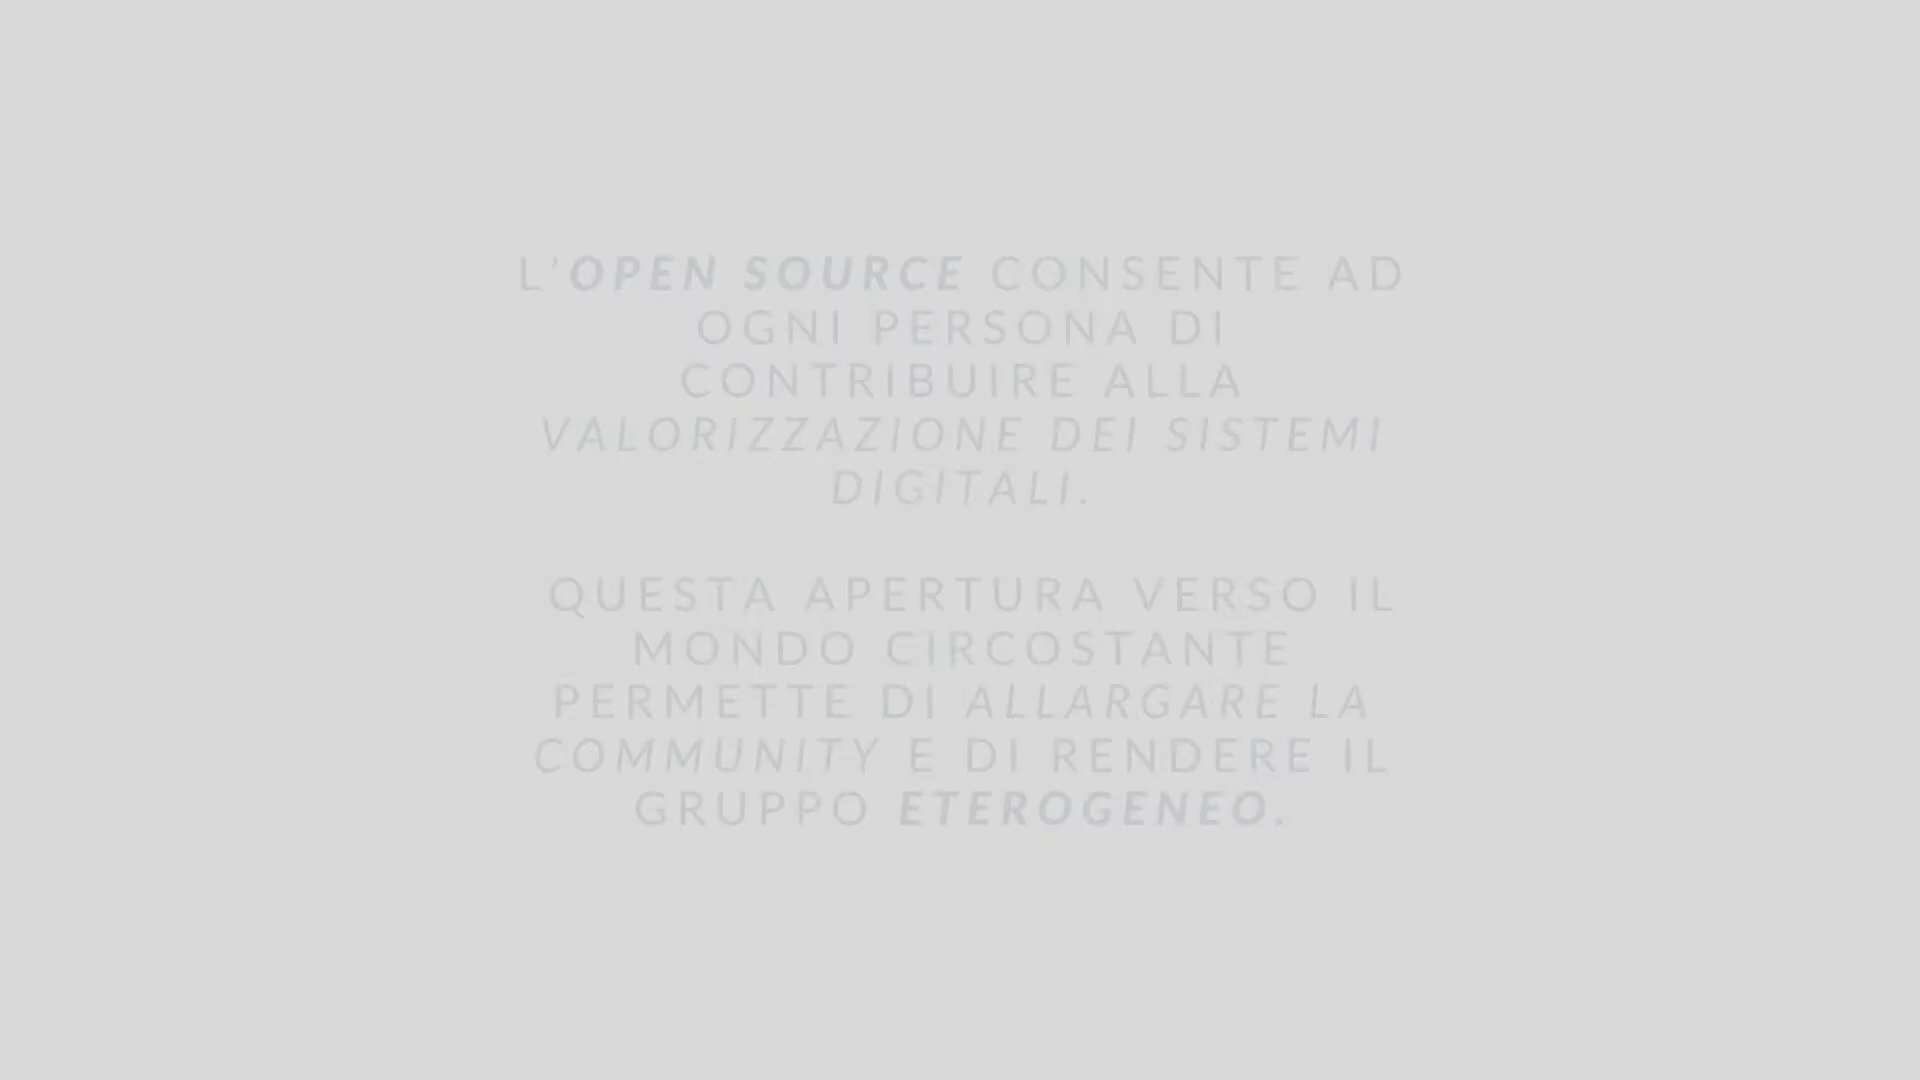 L'OPEN SOURCE CONSENTE AD
OGNI PERSONA DI
CONTRIBUIRE ALLA
VALORIZZAZIONE DEI SISTEMI
DIGITALI.
QUESTA APERTURA VERSO IL
MONDO CIRCOSTANTE
PERMETTE DI ALLARGARE LA
COMMUNITY E DI RENDERE IL
GRUPPO ETEROGENEO.